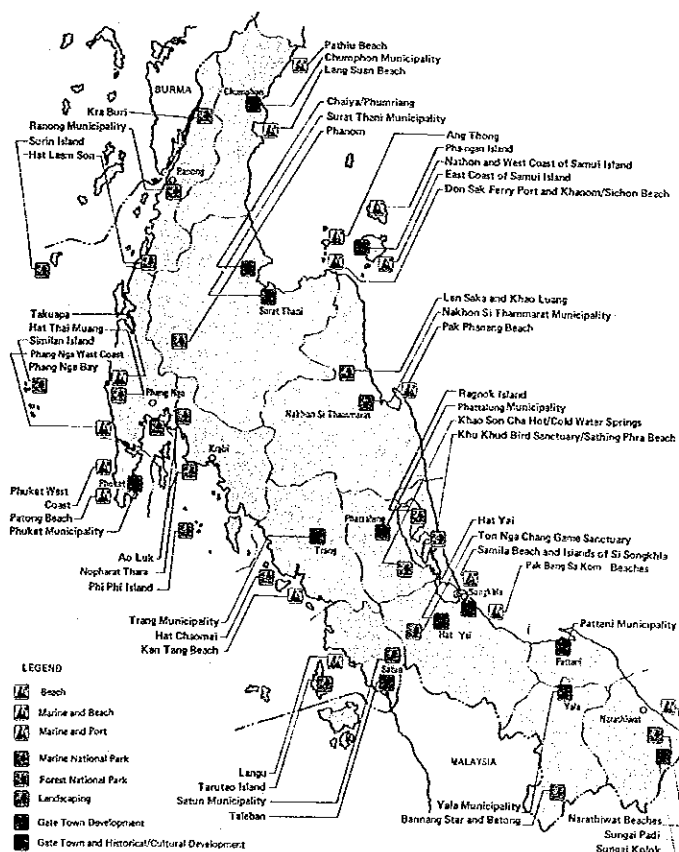 Pathiu Beach
Chumphon Municipality
Lang Suan Beach
BURMA
Chumphon
Kra Buri
Ranong Municipality
Surin Island
Hat Laem Son
Ranong
Chaiya/Phumriang
Surat Thani Municipality
Phanom
Ang Thong
Pha-ngan Island
Nathon and West Coast of Samui Island
East Coast of Samui Island
Don Sak Ferry Port and Khanom/Sichon Beach
Surat Thani
Takuapa
Hat Thai Muang
Similan Island
Phang Nga West Coast
Phang Nga Bay
Phang Nga
Lan Saka and Khao Luang
Nakhon Si Thammarat Municipality
Pak Phanang Beach
Nakhon Si Thammarat
Ragnok Island
Phattalung Municipality
Khao Son Cha Hot/Cold Water Springs
Khu Khud Bird Sanctuary/Sathing Phra Beach
Krabi
Phuket
Phuket West
Coast
Patong Beach
Phuket Municipality
Ao Luk
Nopharat Thara
Phi Phi Island
Trang
Phattalung
Hat Yai
Ton Nga Chang Game Sanctuary
Samila Beach and Islands of Si Songkhla
Pak Bang Sa Kom Beaches
Songkhla
Trang Municipality
Hat Chaomai
Kan Tang Beach
Hat Yai
Pattani Municipality
Pattani
Satun
Yala
Narathiwat
LEGEND
Beach
Marine and Beach
Marine and Port
Marine National Park
Forest National Park
Landscaping
Gate Town Development
Gate Town and Historical/Cultural Development
Langu
Tarutao Island
Satun Municipality
Taleban
MALAYSIA
Yala Municipality
Bannang Star and Betong
Narathiwat Beaches
Sungai Padi
Sungai Kolok